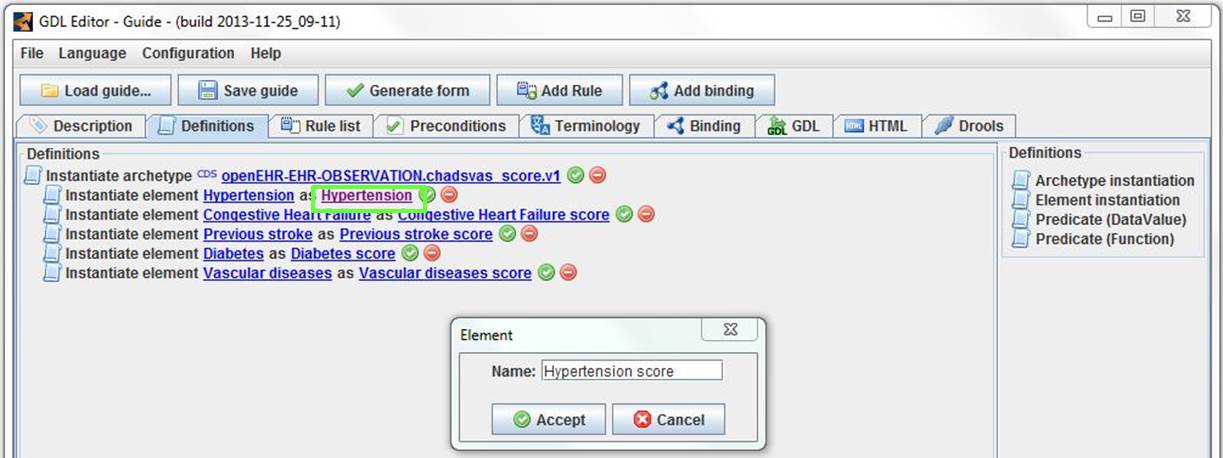 GDL Editor - Guide - (build 2013-11-25_09-11)
File Language Configuration Help
Load guide... Save guide Generate form Add Rule Add binding
Description Definitions Rule list Preconditions Terminology Binding GDL HTML Drools
Definitions
Instantiate archetype CDS openEHR-EHR-OBSERVATION.chadsvas_score.v1
Instantiate element Hypertension as Hypertension
Instantiate element Congestive Heart Failure as Congestive Heart Failure score
Instantiate element Previous stroke as Previous stroke score
Instantiate element Diabetes as Diabetes score
Instantiate element Vascular diseases as Vascular diseases score
Definitions
Archetype instantiation
Element instantiation
Predicate (DataValue)
Predicate (Function)
Element
Name: Hypertension score
Accept Cancel